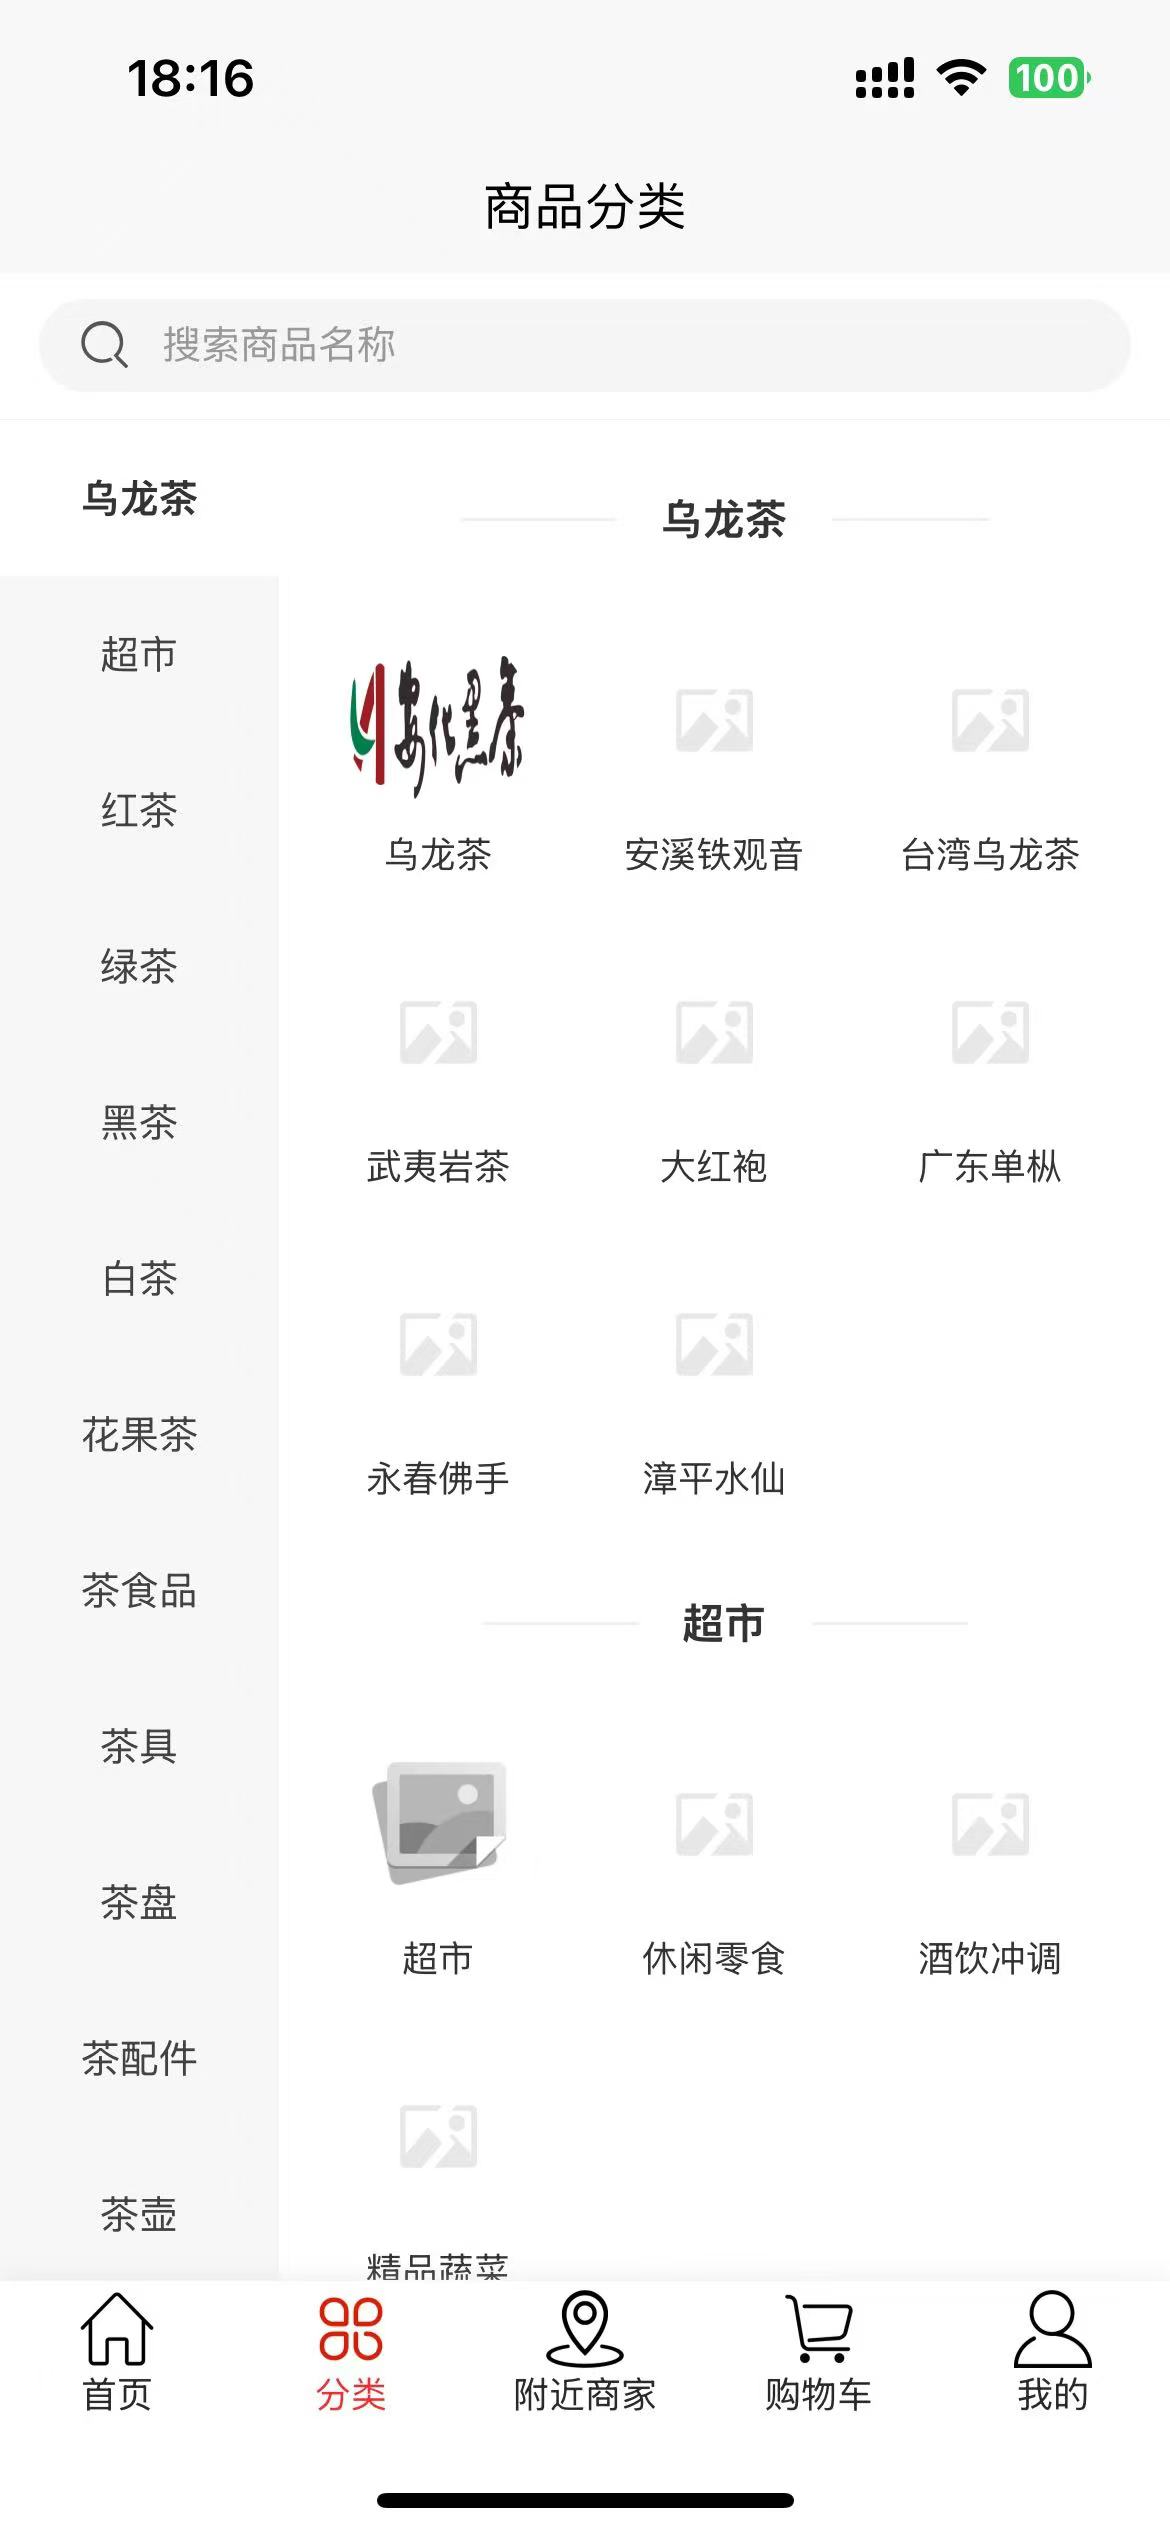 18:16
100
商品分类
搜索商品名称
乌龙茶
超市
红茶
绿茶
黑茶
白茶
花果茶
茶食品
茶具
茶盘
茶配件
茶壶
乌龙茶
安化黑茶
乌龙茶
安溪铁观音
台湾乌龙茶
武夷岩茶
大红袍
广东单枞
永春佛手
漳平水仙
超市
超市
休闲零食
酒饮冲调
精品蔬菜
首页
分类
附近商家
购物车
我的